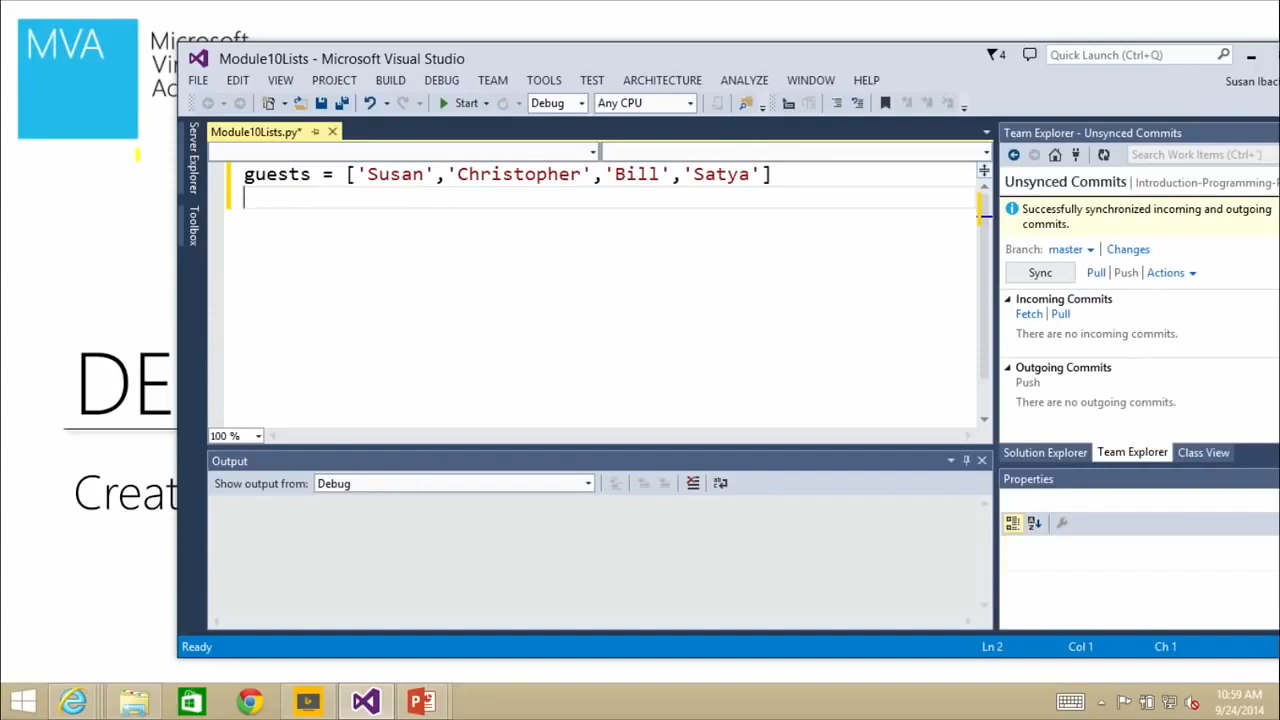 MVA
Microsoft
Module10Lists - Microsoft Visual Studio
4
Quick Launch (Ctrl+Q)
FILE EDIT VIEW PROJECT BUILD DEBUG TEAM TOOLS TEST ARCHITECTURE ANALYZE WINDOW HELP
Susan Ibac
Start Debug Any CPU
Server Explorer
Toolbox
Module10Lists.py*
guests = ['Susan','Christopher','Bill','Satya']
100 %
Output
Show output from: Debug
Team Explorer - Unsynced Commits
Search Work Items (Ctrl+')
Unsynced Commits Introduction-Programming-
Successfully synchronized incoming and outgoing
commits.
Branch: master Changes
Sync Pull Push Actions
Incoming Commits
Fetch Pull
There are no incoming commits.
Outgoing Commits
Push
There are no outgoing commits.
Solution Explorer Team Explorer Class View
Properties
DE
Creat
Ready Ln 2 Col 1 Ch 1
10:59 AM
9/24/2014